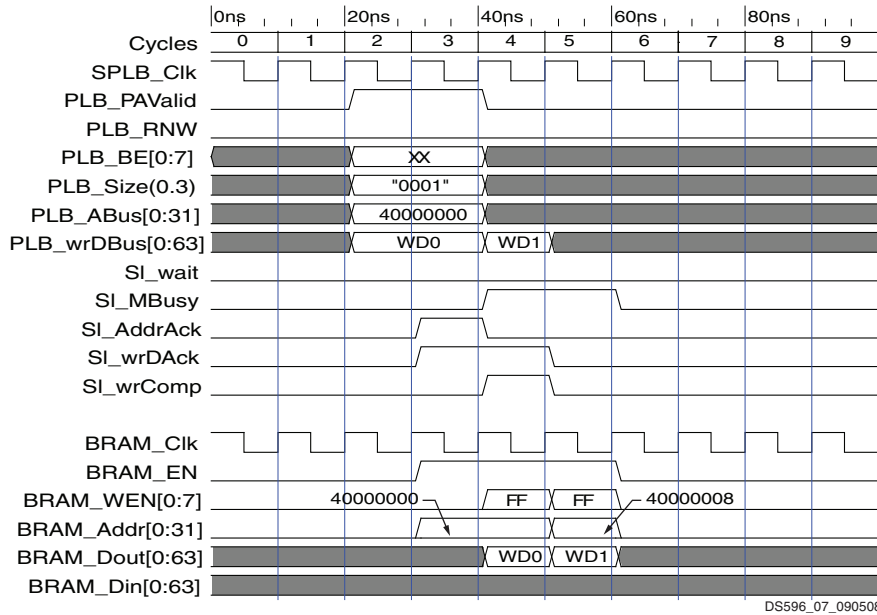 0ns 20ns 40ns 60ns 80ns
Cycles 0 1 2 3 4 5 6 7 8 9
SPLB_Clk
PLB_PAValid
PLB_RNW
PLB_BE[0:7] XX
PLB_Size(0.3) "0001"
PLB_ABus[0:31] 40000000
PLB_wrDBus[0:63] WD0 WD1
Sl_wait
Sl_MBusy
Sl_AddrAck
Sl_wrDAck
Sl_wrComp
BRAM_Clk
BRAM_EN
BRAM_WEN[0:7] 40000000 FF FF 40000008
BRAM_Addr[0:31]
BRAM_Dout[0:63] WD0 WD1
BRAM_Din[0:63]
DS596_07_090508